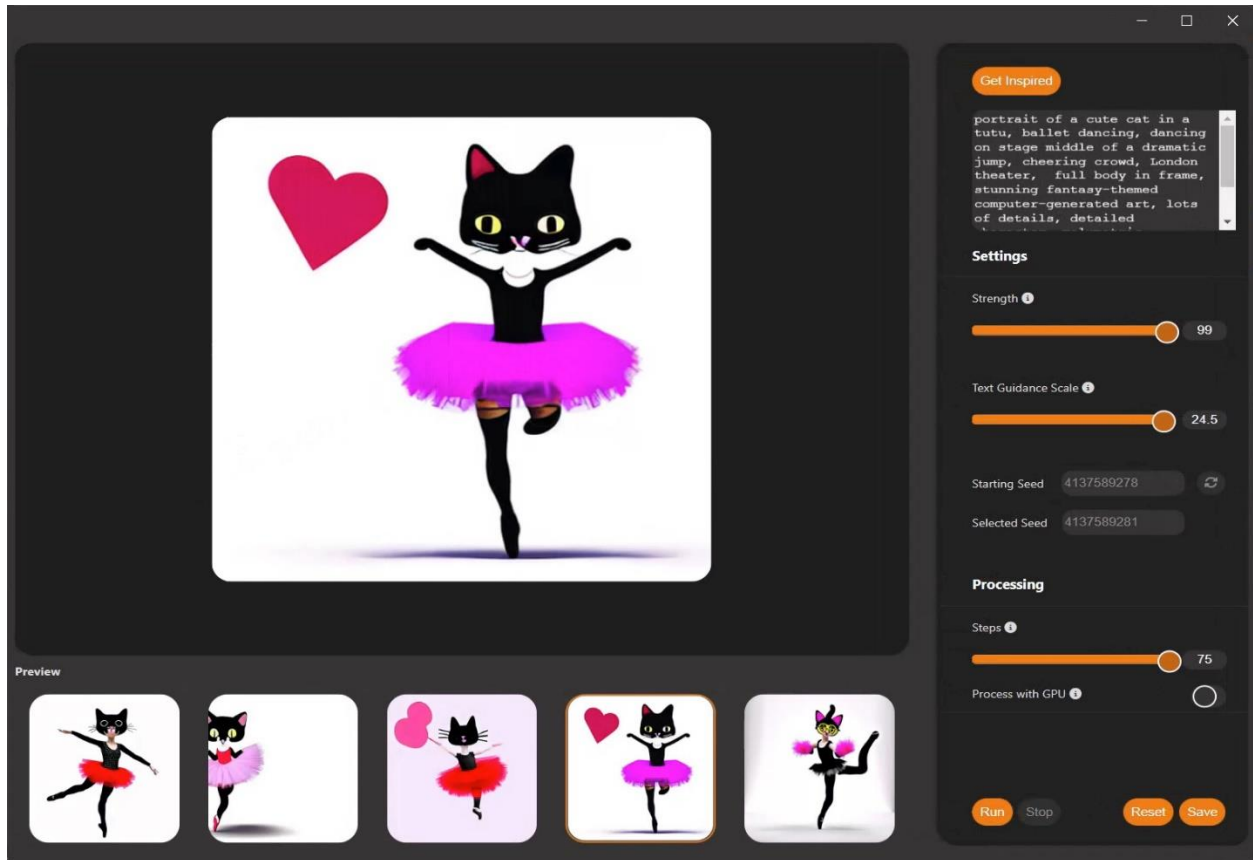 Get Inspired
portrait of a cute cat in a
tutu, ballet dancing, dancing
on stage middle of a dramatic
jump, cheering crowd, London
theater, full body in frame,
stunning fantasy-themed
computer-generated art, lots
of details, detailed
Settings
Strength
99
Text Guidance Scale
24.5
Starting Seed 4137589278
Selected Seed 4137589281
Processing
Steps
75
Process with GPU
Preview
Run Stop Reset Save